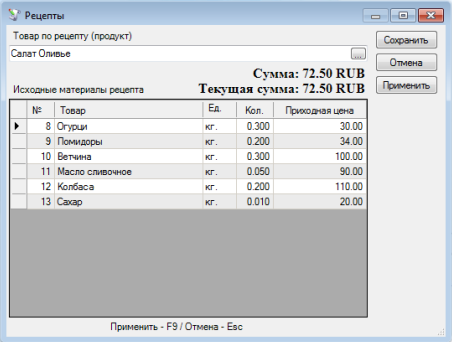 Рецепты
Товар по рецепту (продукт)
Сохранить
Салат Оливье ...
Отмена
Сумма: 72.50 RUB
Исходные материалы рецепта Текущая сумма: 72.50 RUB
Применить
№ Товар Ед. Кол. Приходная цена
8 Огурци кг. 0.300 30.00
9 Помидоры кг. 0.200 34.00
10 Ветчина кг. 0.300 100.00
11 Масло сливочное кг. 0.050 90.00
12 Колбаса кг. 0.200 110.00
13 Сахар кг. 0.010 20.00
Применить - F9 / Отмена - Esc